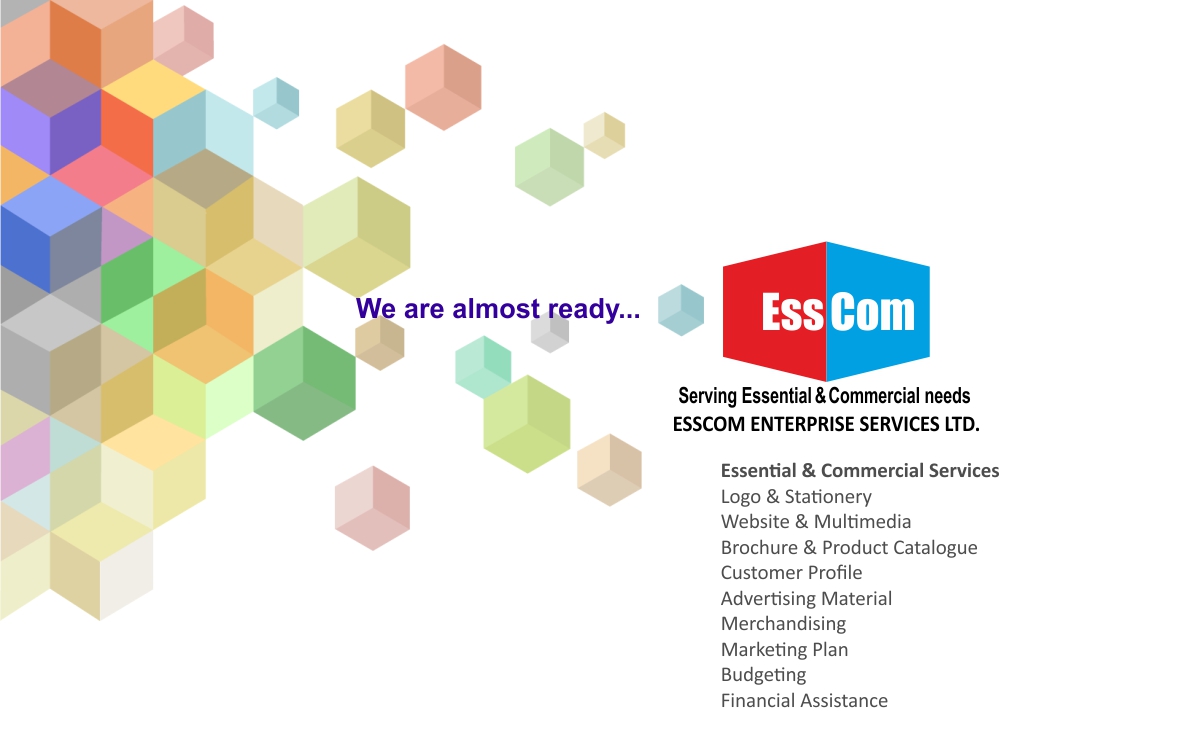 We are almost ready...
EssCom
Serving Essential & Commercial needs
ESSCOM ENTERPRISE SERVICES LTD.
Essential & Commercial Services
Logo & Stationery
Website & Multimedia
Brochure & Product Catalogue
Customer Profile
Advertising Material
Merchandising
Marketing Plan
Budgeting
Financial Assistance